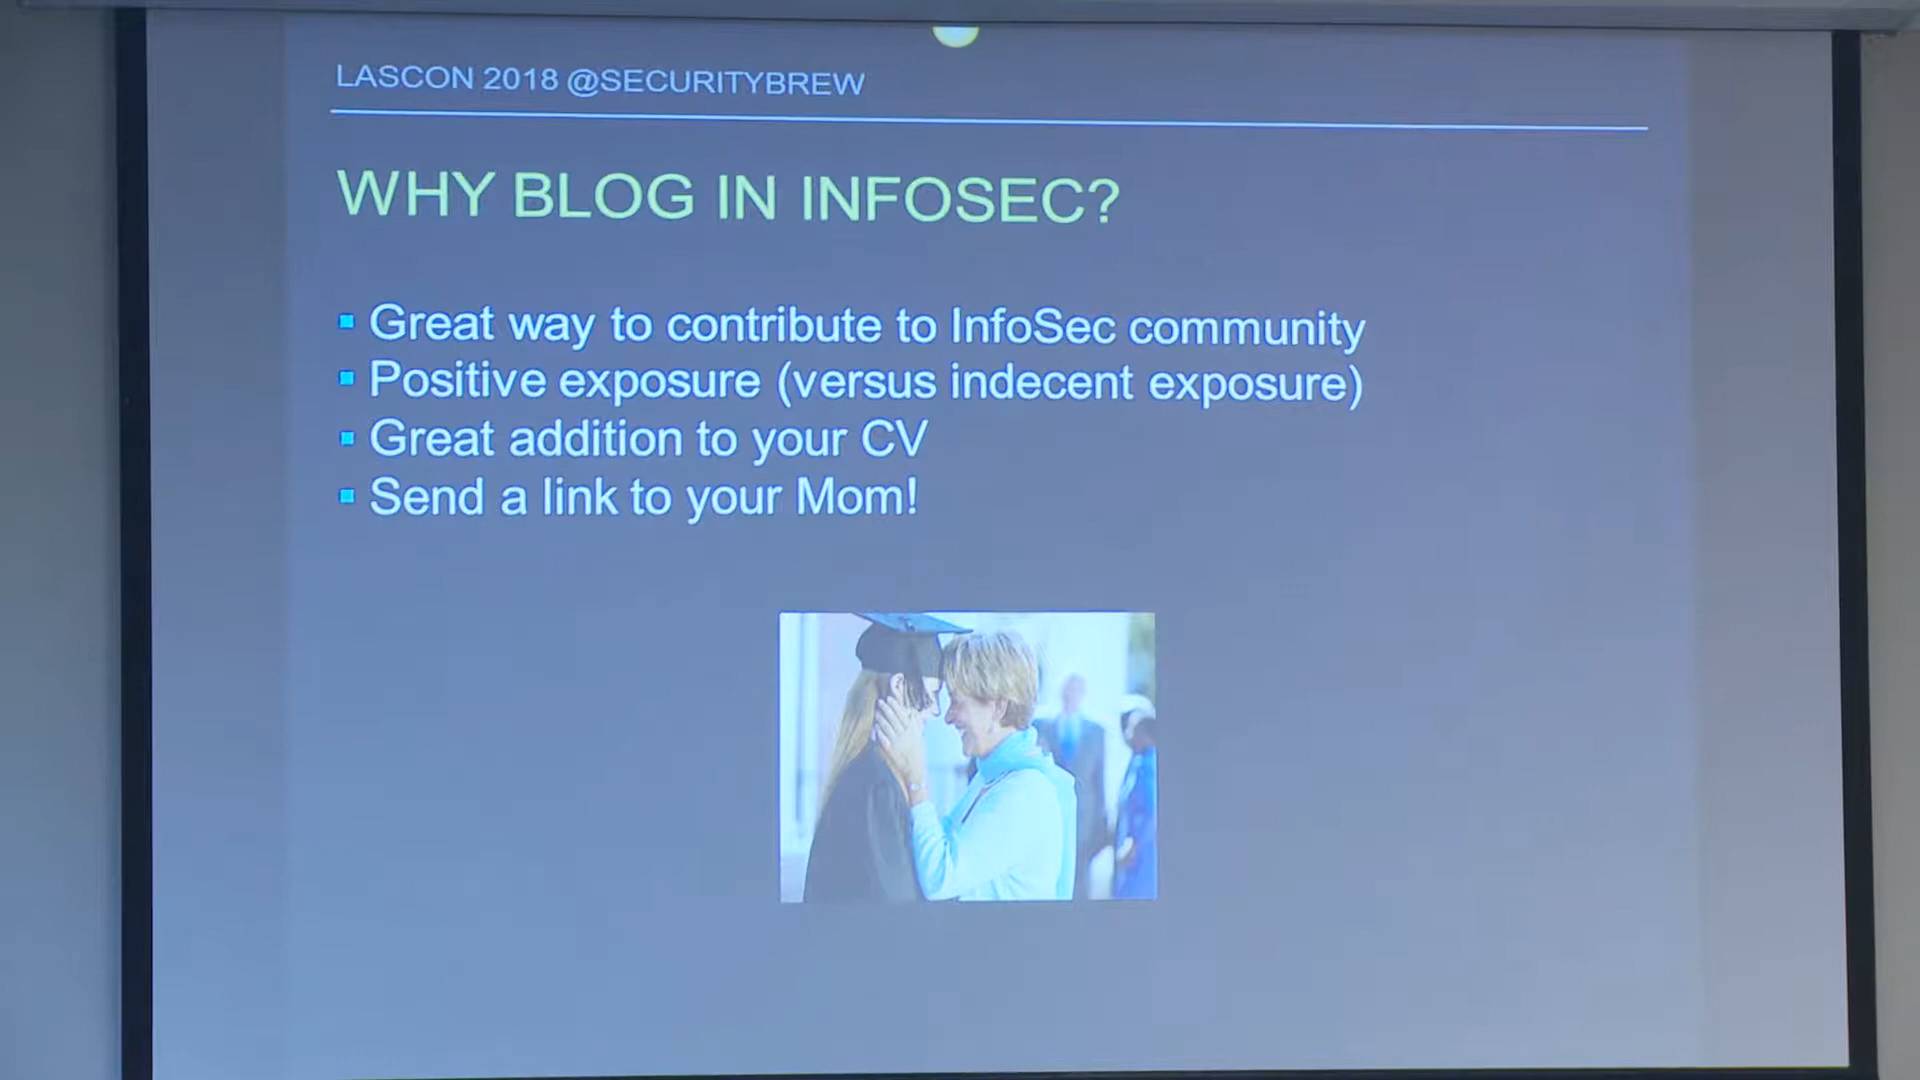 LASCON 2018 @SECURITYBREW
WHY BLOG IN INFOSEC?
▪ Great way to contribute to InfoSec community
▪ Positive exposure (versus indecent exposure)
▪ Great addition to your CV
▪ Send a link to your Mom!